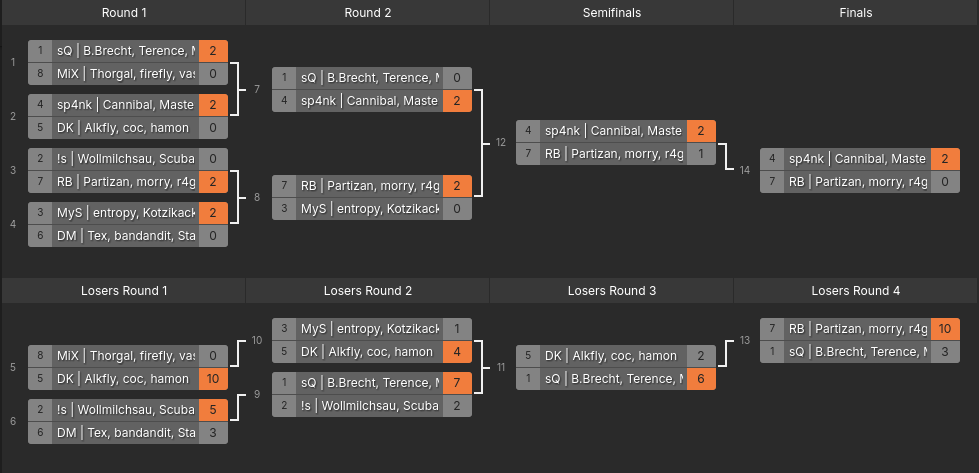 Round 1 Round 2 Semifinals Finals
1 1 sQ | B.Brecht, Terence, 2
8 MiX | Thorgal, firefly, vas 0
2 4 sp4nk | Cannibal, Maste 2
5 DK | Alkfly, coc, hamon 0
3 2 !s | Wollmilchsau, Scuba 0
7 RB | Partizan, morry, r4g 2
4 3 MyS | entropy, Kotzikack 2
6 DM | Tex, bandandit, Sta 0
7 1 sQ | B.Brecht, Terence, 0
4 sp4nk | Cannibal, Maste 2
8 7 RB | Partizan, morry, r4g 2
3 MyS | entropy, Kotzikack 0
12 4 sp4nk | Cannibal, Maste 2
7 RB | Partizan, morry, r4g 1
14 4 sp4nk | Cannibal, Maste 2
7 RB | Partizan, morry, r4g 0
Losers Round 1 Losers Round 2 Losers Round 3 Losers Round 4
5 8 MiX | Thorgal, firefly, vas 0
5 DK | Alkfly, coc, hamon 10
6 2 !s | Wollmilchsau, Scuba 5
6 DM | Tex, bandandit, Sta 3
10 3 MyS | entropy, Kotzikack 1
5 DK | Alkfly, coc, hamon 4
9 1 sQ | B.Brecht, Terence, 7
2 !s | Wollmilchsau, Scuba 2
11 5 DK | Alkfly, coc, hamon 2
1 sQ | B.Brecht, Terence, 6
13 7 RB | Partizan, morry, r4g 10
1 sQ | B.Brecht, Terence, 3